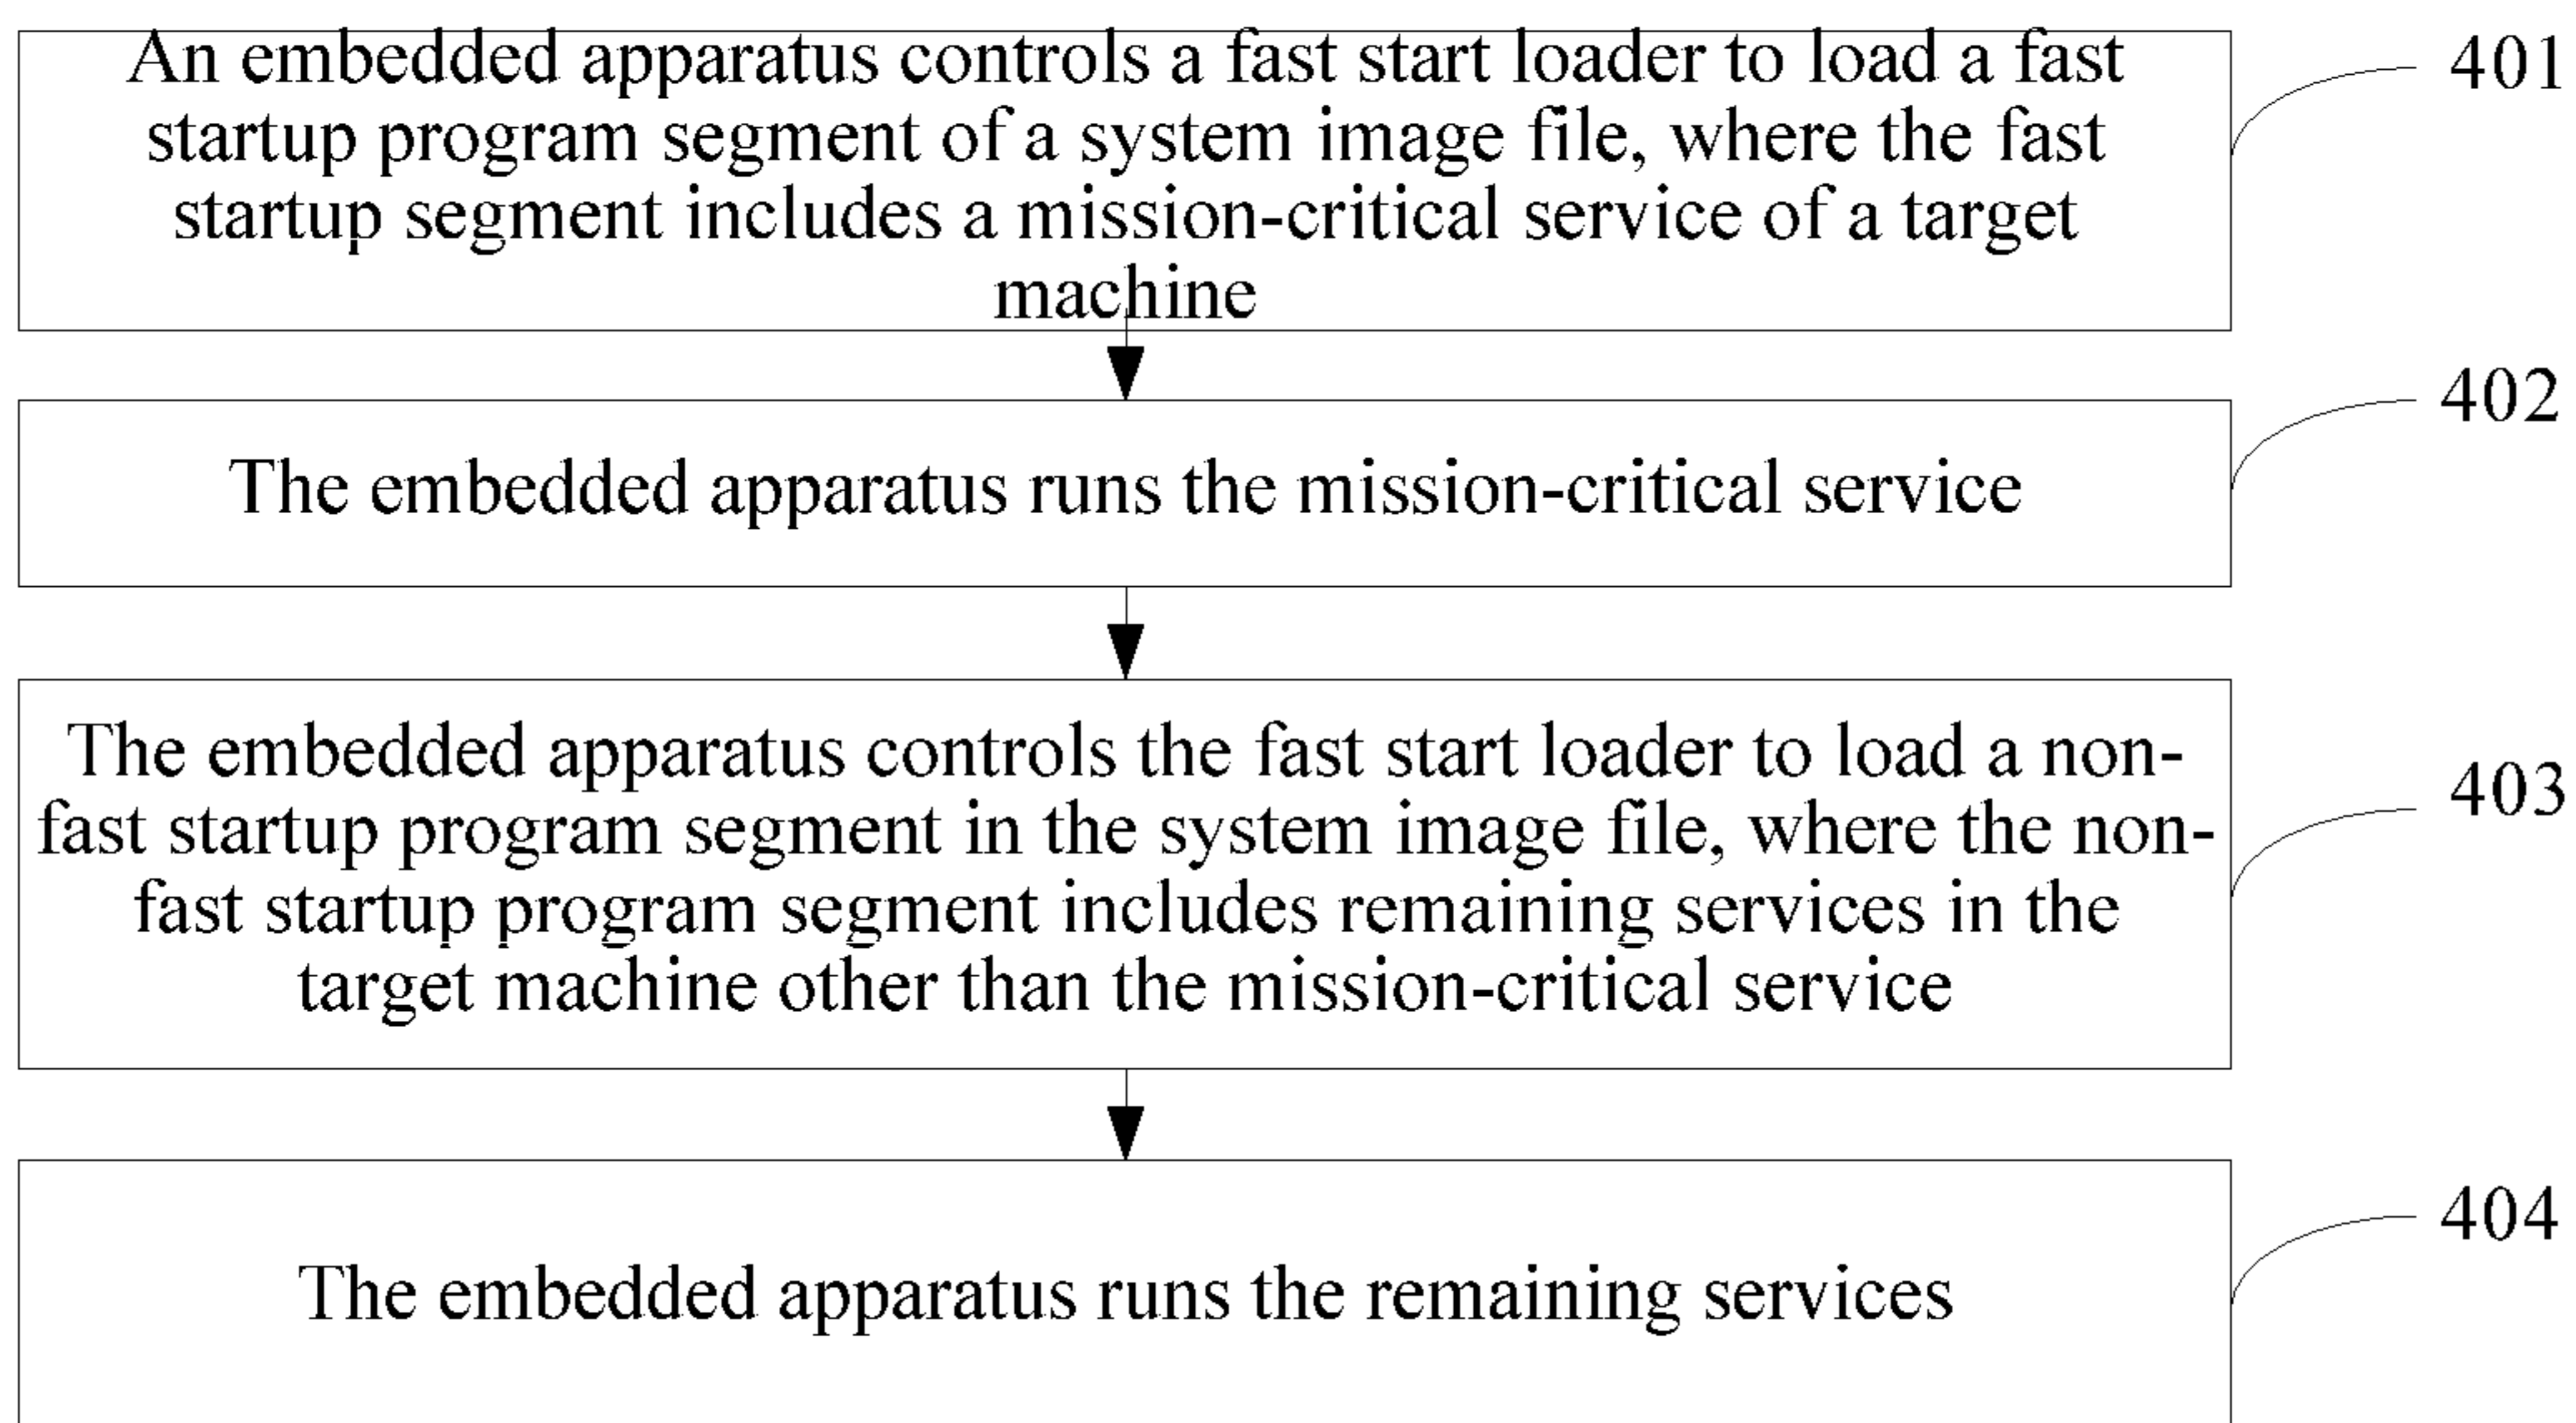 An embedded apparatus controls a fast start loader to load a fast
startup program segment of a system image file, where the fast
startup segment includes a mission-critical service of a target
machine
401
The embedded apparatus runs the mission-critical service
402
The embedded apparatus controls the fast start loader to load a non-
fast startup program segment in the system image file, where the non-
fast startup program segment includes remaining services in the
target machine other than the mission-critical service
403
The embedded apparatus runs the remaining services
404